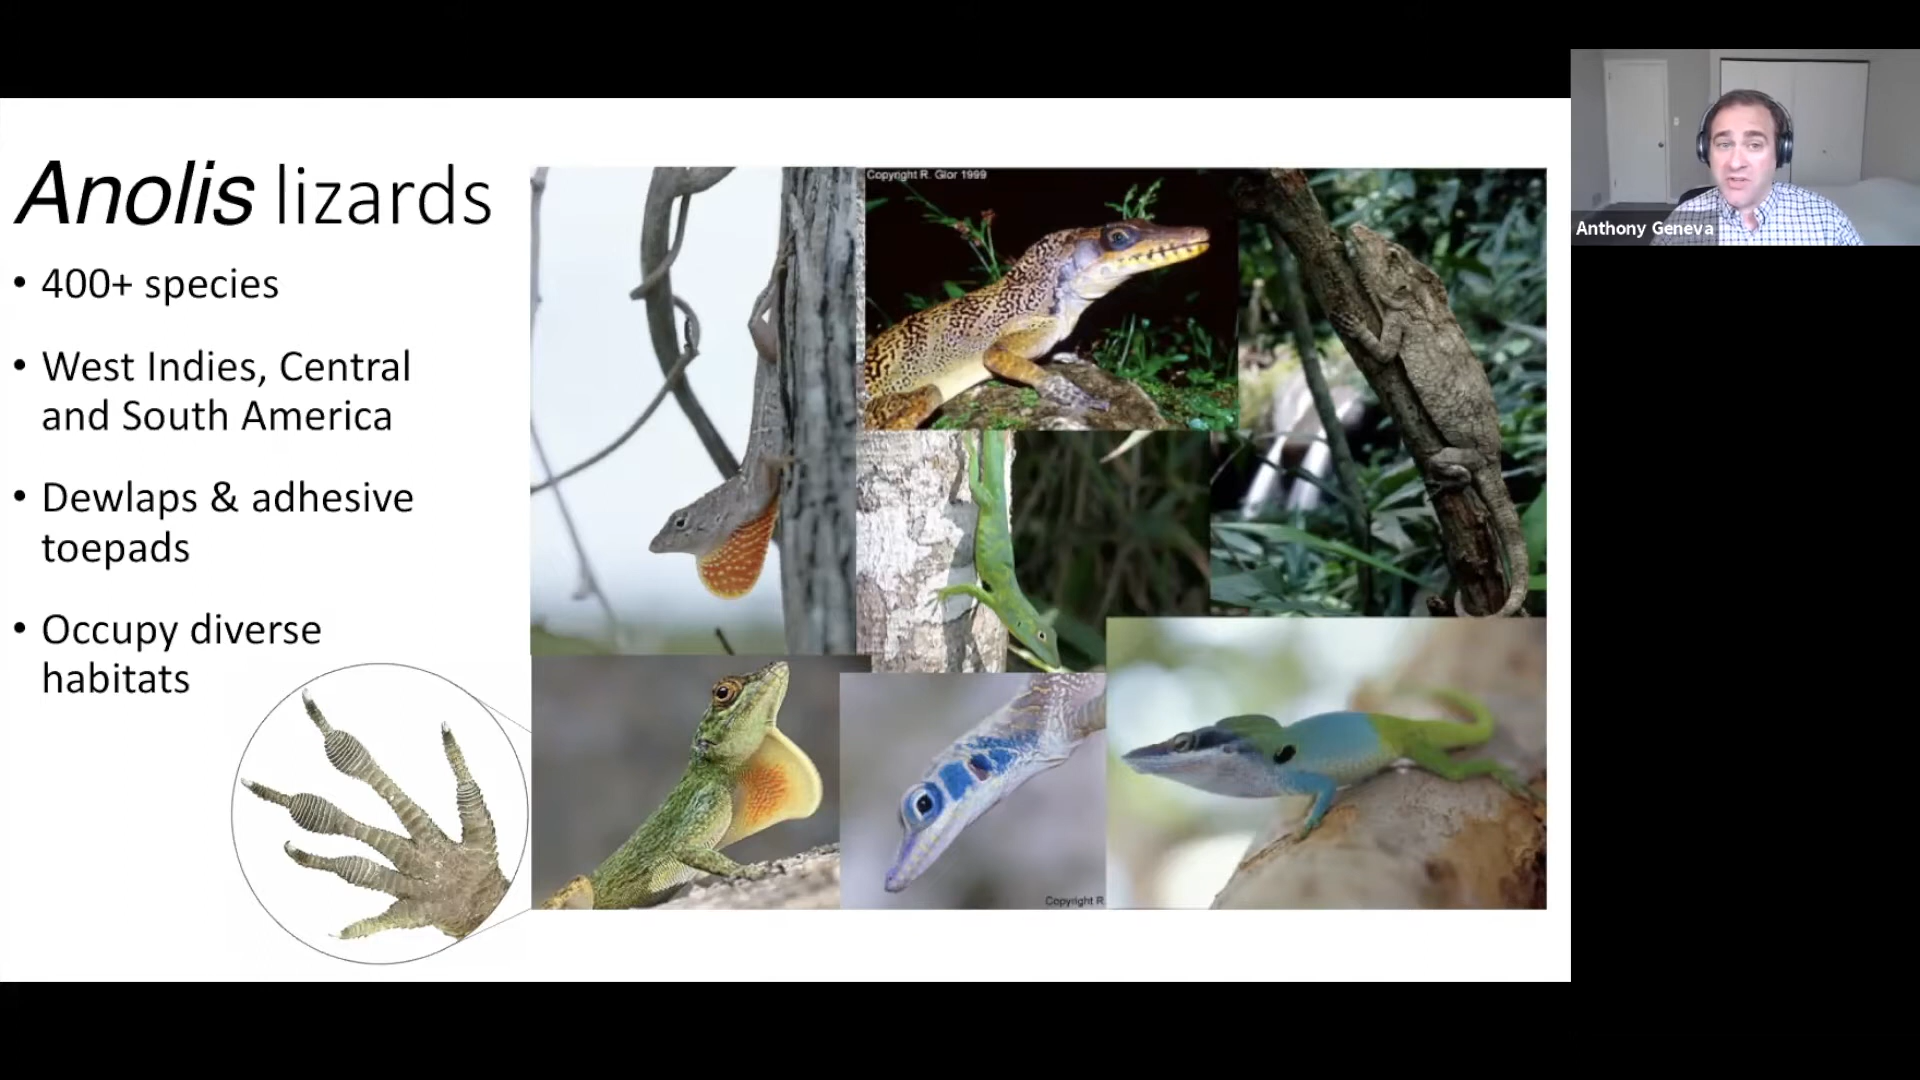 Anolis lizards
• 400+ species
• West Indies, Central
and South America
• Dewlaps & adhesive
toepads
• Occupy diverse
habitats
Copyright R. Glor 1999
Copyright R
Anthony Geneva